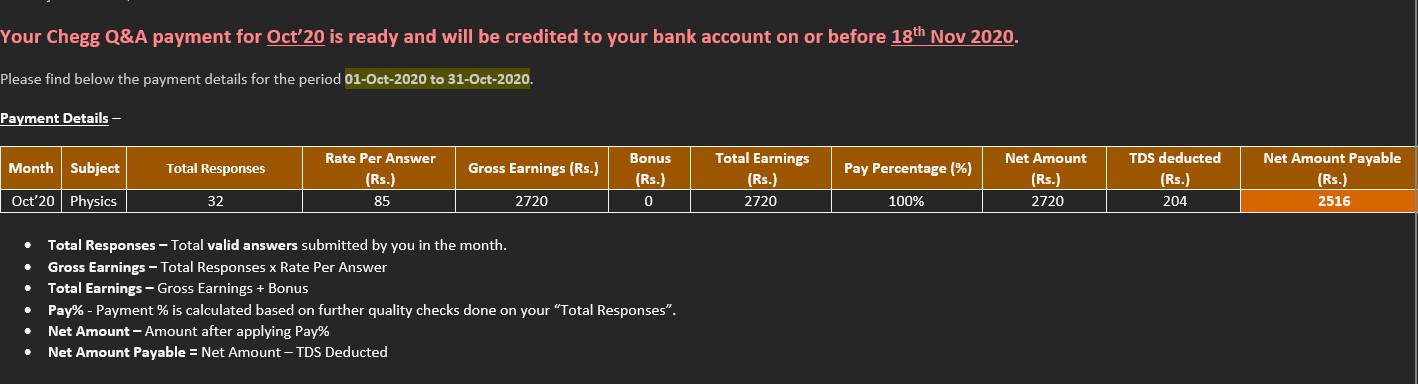 Your Chegg Q&A payment for Oct’20 is ready and will be credited to your bank account on or before 18th Nov 2020.
Please find below the payment details for the period 01-Oct-2020 to 31-Oct-2020.
Payment Details –
Month Subject Total Responses Rate Per Answer (Rs.) Gross Earnings (Rs.) Bonus (Rs.) Total Earnings (Rs.) Pay Percentage (%) Net Amount (Rs.) TDS deducted (Rs.) Net Amount Payable (Rs.)
Oct’20 Physics 32 85 2720 0 2720 100% 2720 204 2516
• Total Responses – Total valid answers submitted by you in the month.
• Gross Earnings – Total Responses x Rate Per Answer
• Total Earnings – Gross Earnings + Bonus
• Pay% - Payment % is calculated based on further quality checks done on your “Total Responses”.
• Net Amount – Amount after applying Pay%
• Net Amount Payable = Net Amount – TDS Deducted